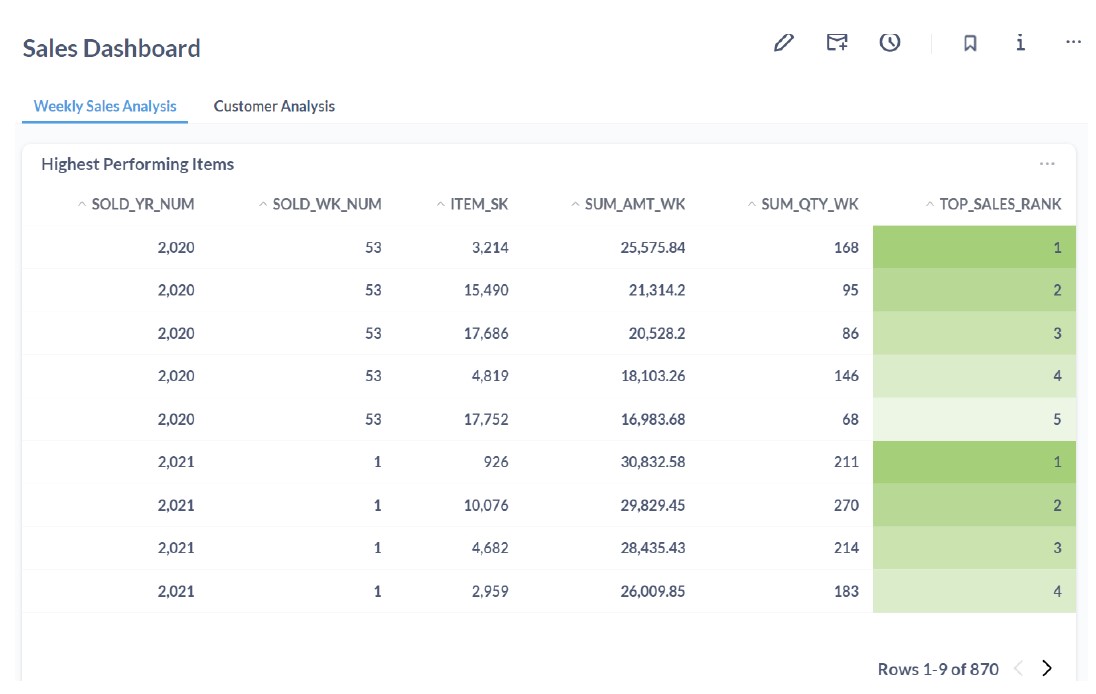 Sales Dashboard
Weekly Sales Analysis Customer Analysis
Highest Performing Items
SOLD_YR_NUM SOLD_WK_NUM ITEM_SK SUM_AMT_WK SUM_QTY_WK TOP_SALES_RANK
2,020 53 3,214 25,575.84 168 1
2,020 53 15,490 21,314.2 95 2
2,020 53 17,686 20,528.2 86 3
2,020 53 4,819 18,103.26 146 4
2,020 53 17,752 16,983.68 68 5
2,021 1 926 30,832.58 211 1
2,021 1 10,076 29,829.45 270 2
2,021 1 4,682 28,435.43 214 3
2,021 1 2,959 26,009.85 183 4
Rows 1-9 of 870